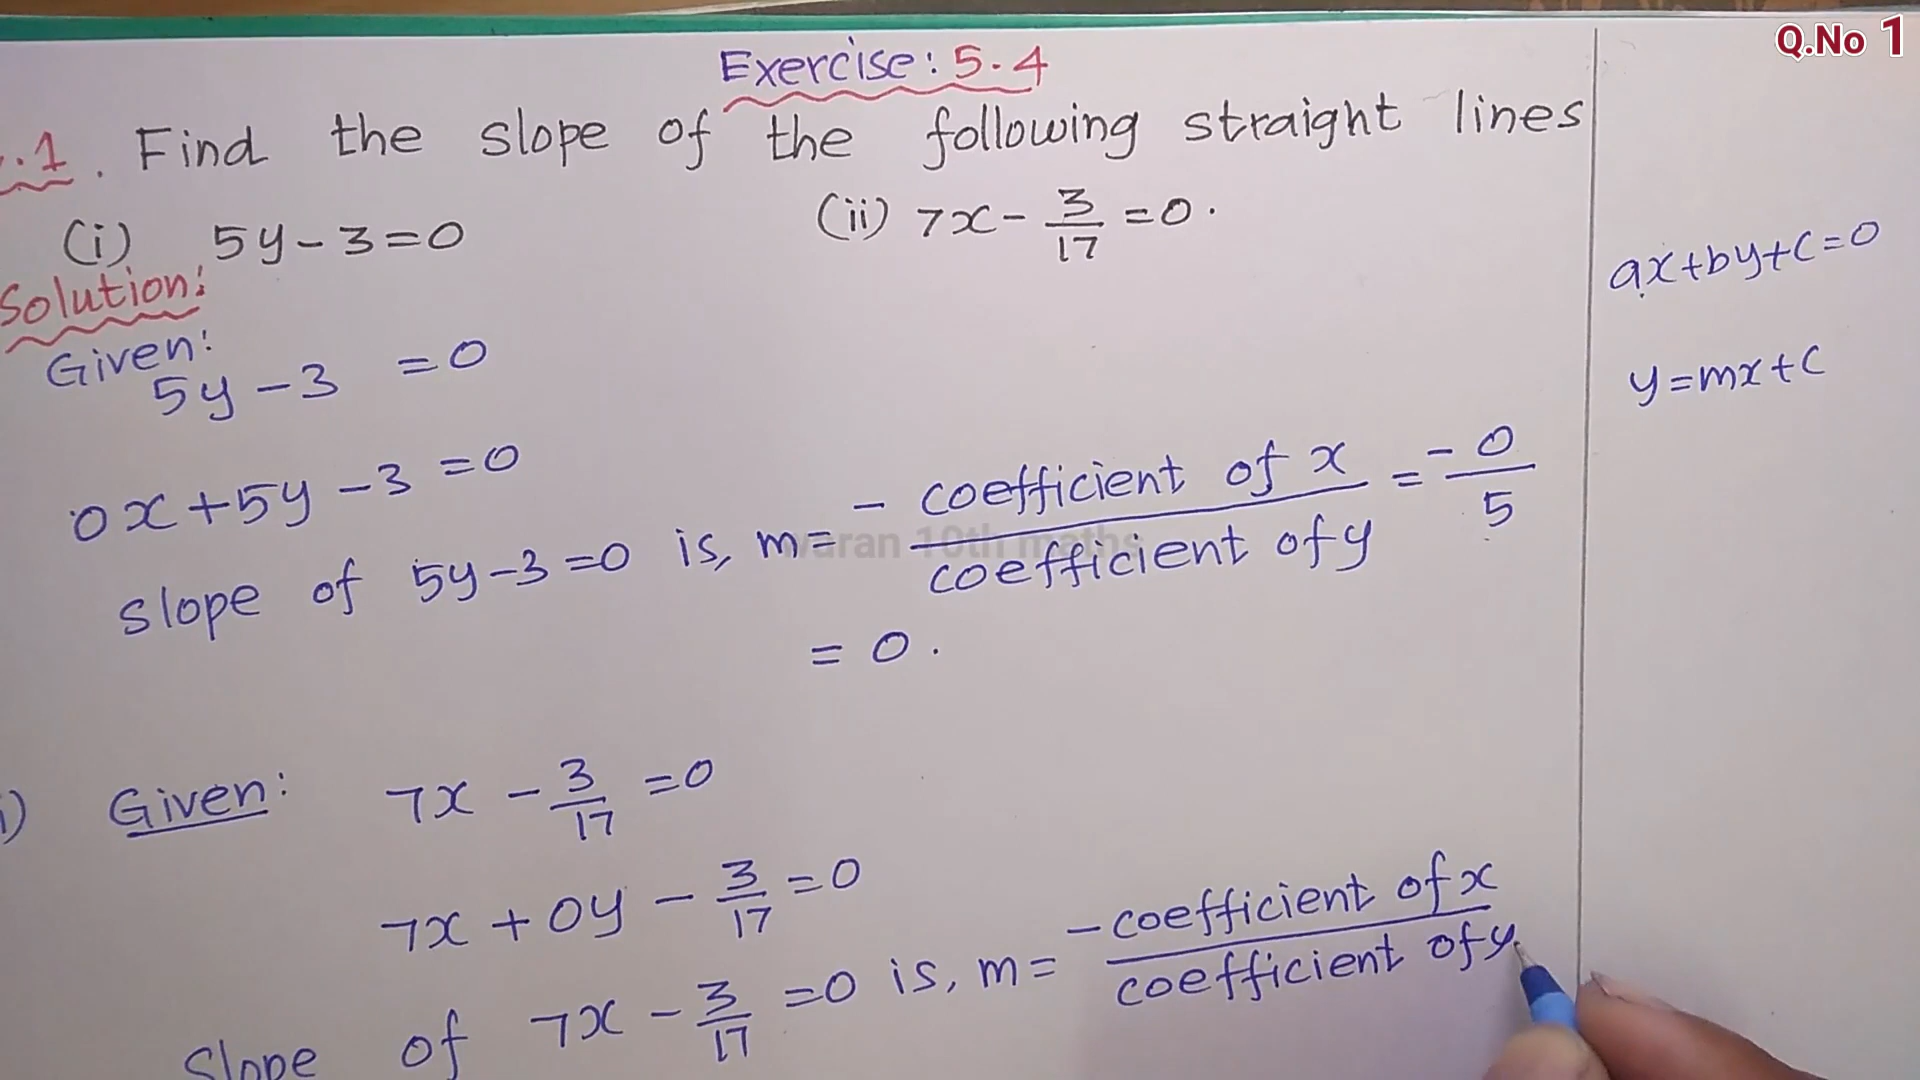 Q.No 1
Exercise: 5.4
.1. Find the slope of the following straight lines
(i) 5y-3=0 (ii) 7x - 3/17 =0.
Solution:
Given:
5y-3 =0
0x+5y-3=0
slope of 5y-3=0 is, m= - coefficient of x / coefficient of y = -0/5
= 0.
ax+by+c=0
y=mx+c
i) Given: 7x - 3/17 =0
7x + 0y - 3/17 =0
Slope of 7x - 3/17 =0 is, m= -coefficient of x / coefficient of y